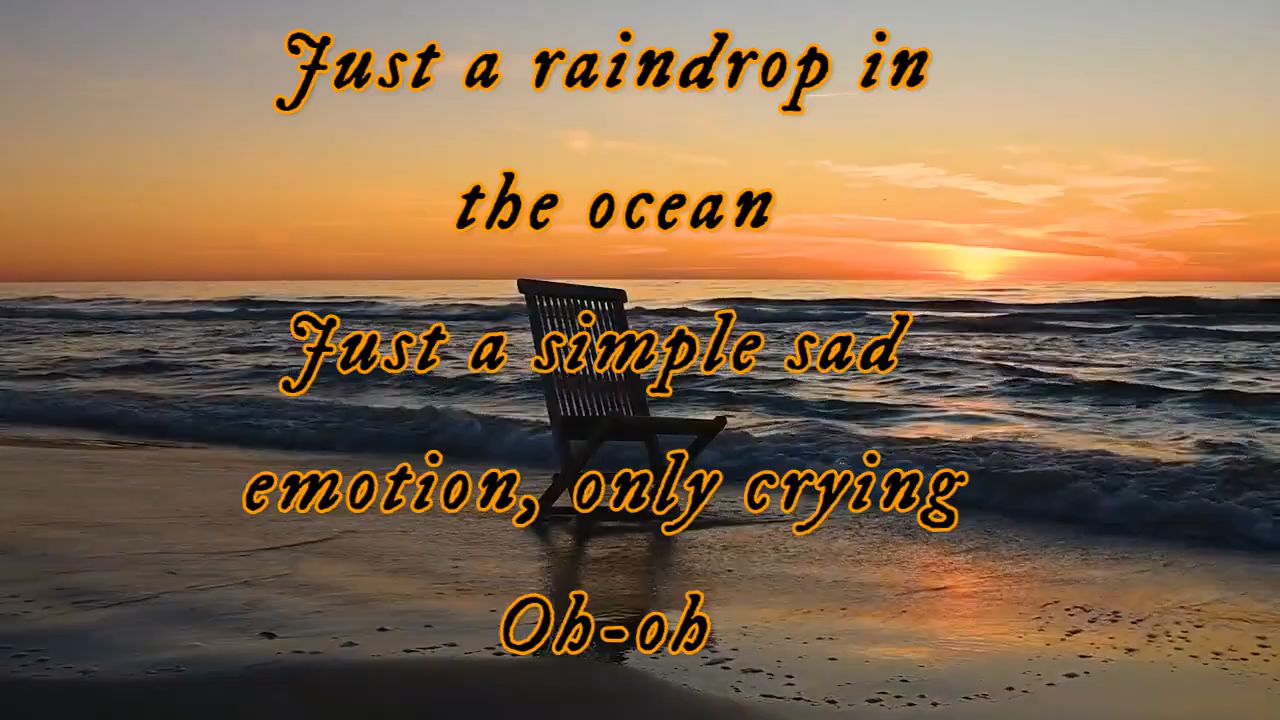 Just a raindrop in
the ocean
Just a simple sad
emotion, only crying
Oh-oh